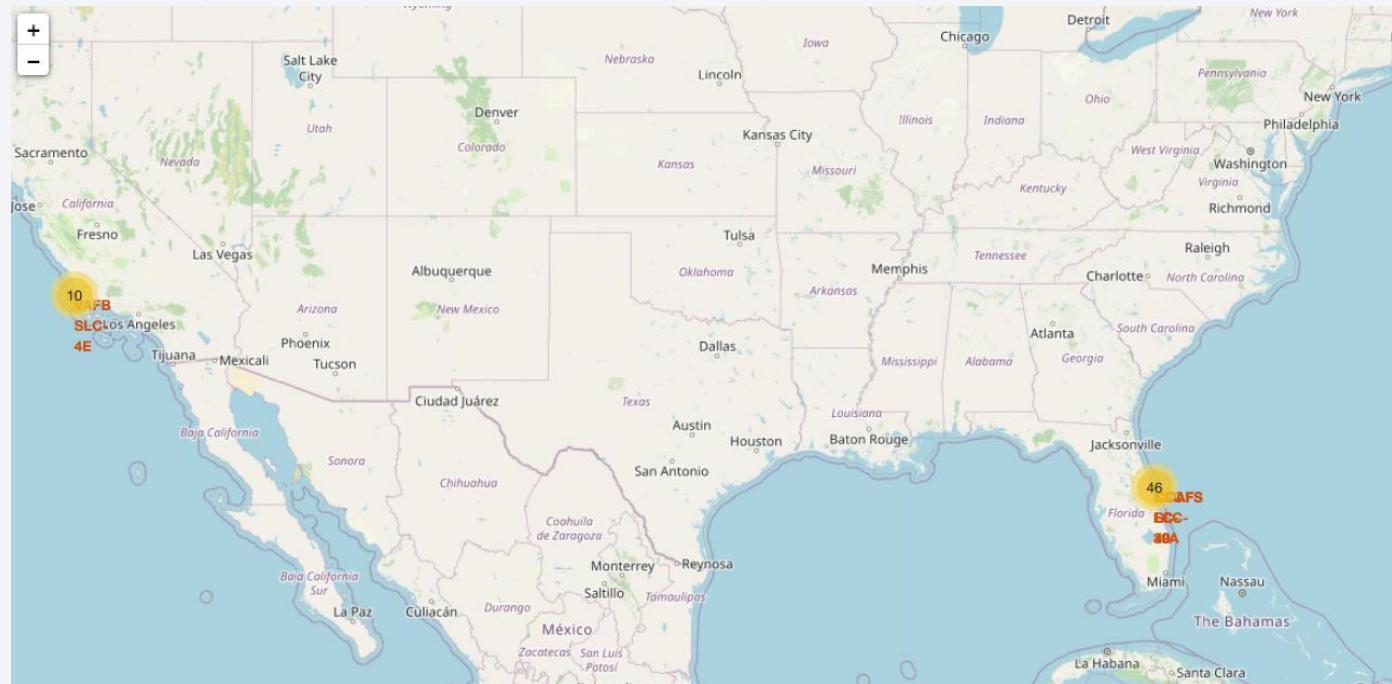 Wyoming
Detroit
New York
+
−
Chicago
Iowa
Salt Lake
City
Nebraska
Lincoln
Pennsylvania
Ohio
New York
Denver
Utah
Illinois
Indiana
Philadelphia
Kansas City
Sacramento
Nevada
Colorado
Kansas
Missouri
West Virginia
Washington
Kentucky
Virginia
Jose
California
Richmond
Fresno
Las Vegas
Tulsa
Raleigh
Albuquerque
Oklahoma
Memphis
Tennessee
Charlotte
North Carolina
10
VAFB
SLC-
4E
Los Angeles
Arizona
New Mexico
Arkansas
Phoenix
Atlanta
South Carolina
Tijuana
Mexicali
Tucson
Dallas
Mississippi
Alabama
Georgia
Ciudad Juárez
Texas
Louisiana
Austin
Houston
Baton Rouge
Jacksonville
Baja California
Sonora
San Antonio
Chihuahua
46
Florida
Coahuila
de Zaragoza
Monterrey
Reynosa
Baja California
Sur
Saltillo
Tamaulipas
Miami
Nassau
La Paz
Culiacán
Durango
México
The Bahamas
Zacatecas
San Luis
Potosí
La Habana
Santa Clara